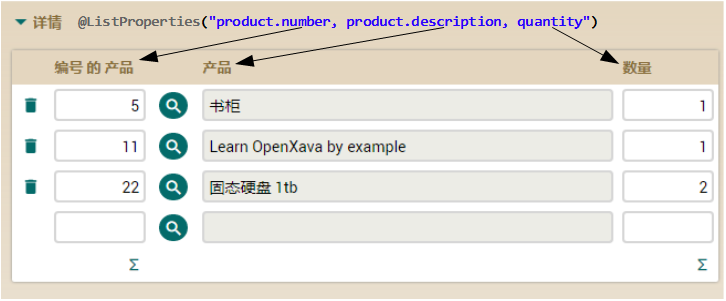 详情 @ListProperties("product.number, product.description, quantity")
编号 的 产品 产品 数量
5 书柜 1
11 Learn OpenXava by example 1
22 固态硬盘 1tb 2
Σ Σ